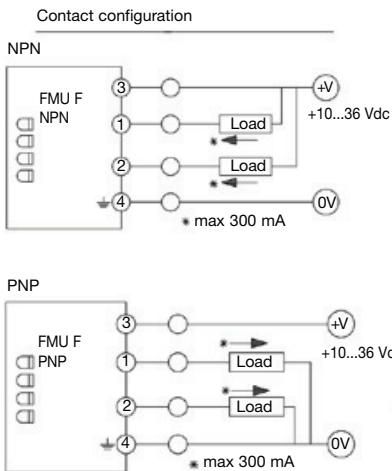 Contact configuration
NPN
FMU F
NPN
3
1
2
4
Load
Load
*
*
+V
+10...36 Vdc
0V
* max 300 mA
PNP
FMU F
PNP
3
1
2
4
*
Load
*
Load
+V
+10...36 Vdc
0V
* max 300 mA